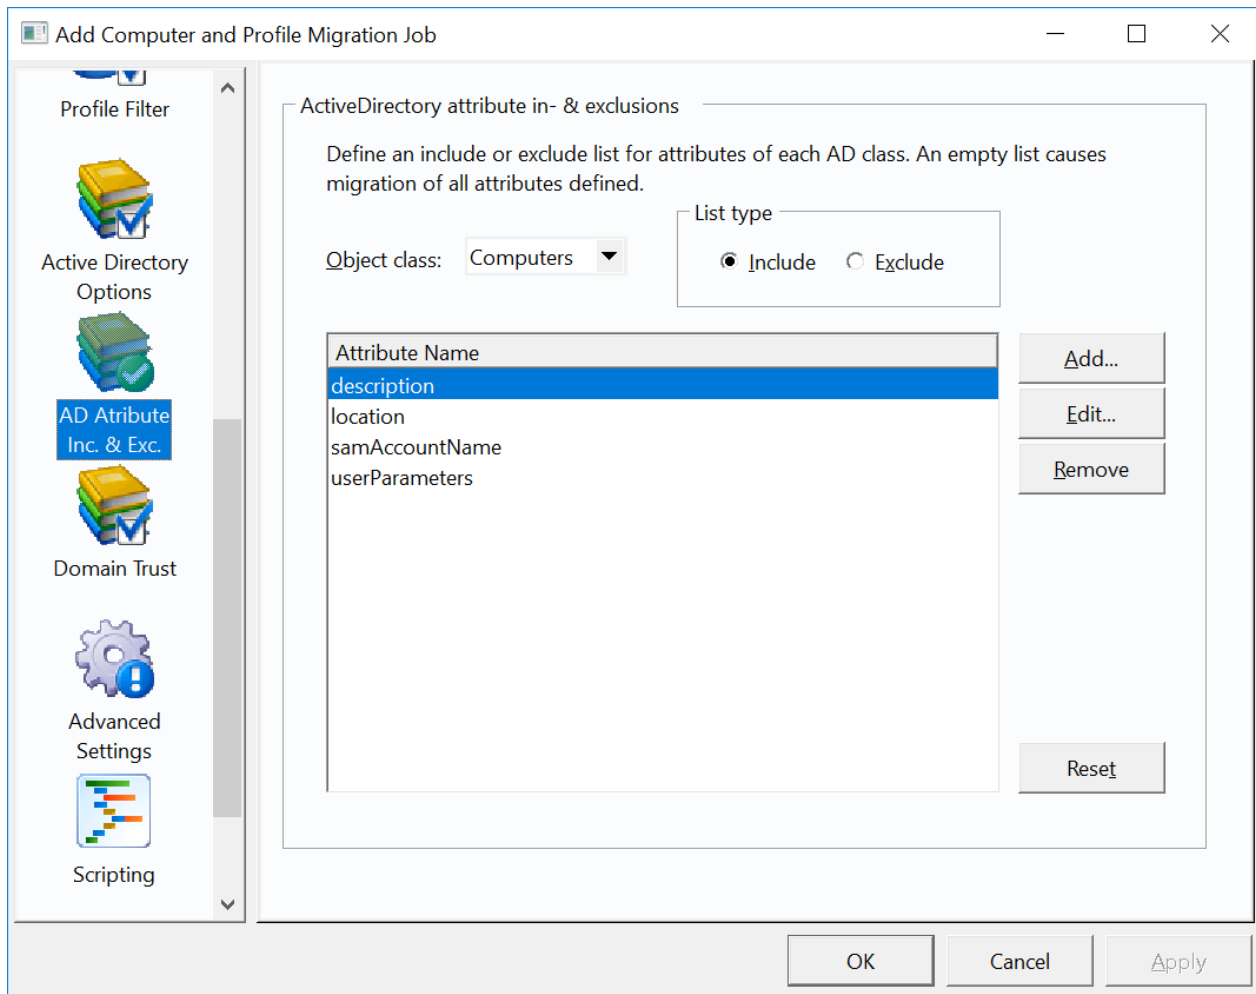 Add Computer and Profile Migration Job
Profile Filter
Active Directory
Options
AD Atribute
Inc. & Exc.
Domain Trust
Advanced
Settings
Scripting
ActiveDirectory attribute in- & exclusions
Define an include or exclude list for attributes of each AD class. An empty list causes
migration of all attributes defined.
Object class: Computers
List type
Include Exclude
Attribute Name
description
location
samAccountName
userParameters
Add...
Edit...
Remove
Reset
OK Cancel Apply